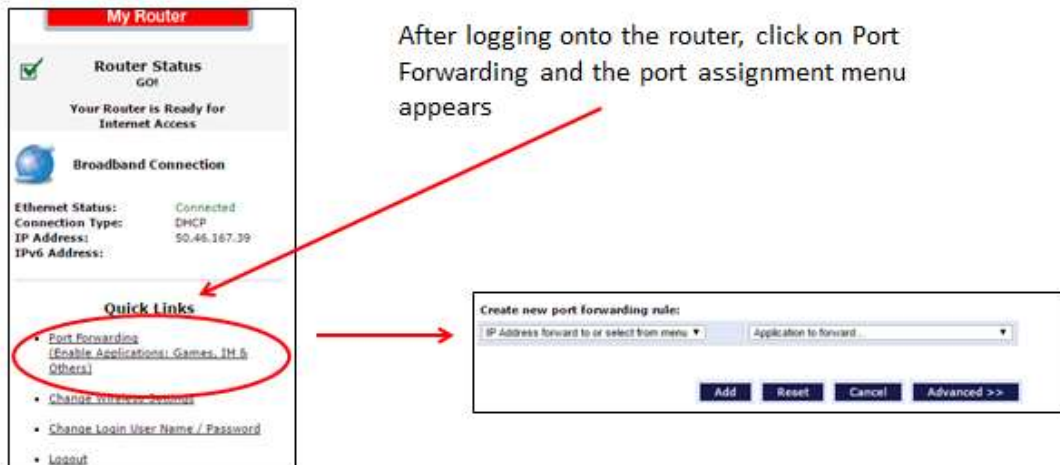 My Router
Router Status
GO!
Your Router is Ready for
Internet Access
Broadband Connection
Ethernet Status: Connected
Connection Type: DHCP
IP Address: 50.46.167.39
IPv6 Address:
Quick Links
Port Forwarding
(Enable Applications: Games, IM &
Others)
Change Wireless Settings
Change Login User Name / Password
Logout
After logging onto the router, click on Port
Forwarding and the port assignment menu
appears
Create new port forwarding rule:
IP Address forward to or select from menu
Application to forward...
Add Reset Cancel Advanced >>